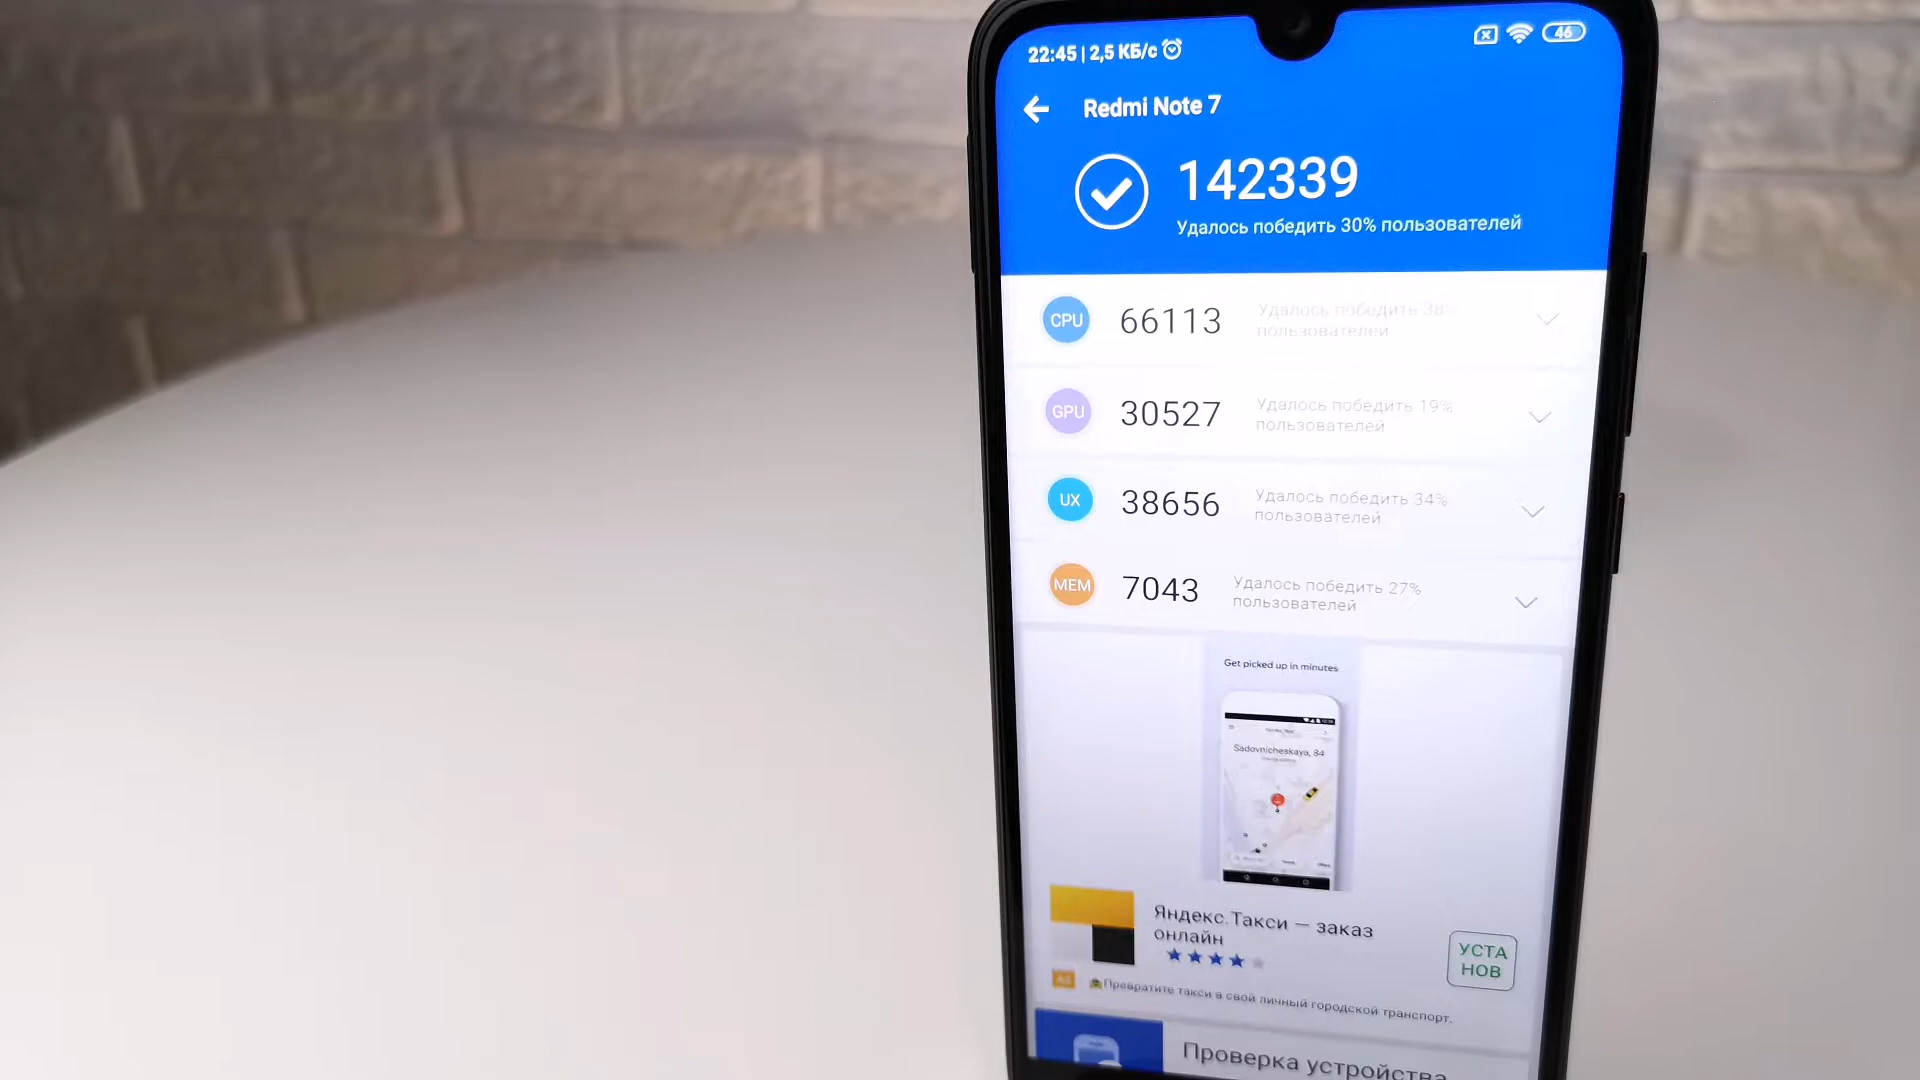 22:45 | 2,5 КБ/с
46
Redmi Note 7
142339
Удалось победить 30% пользователей
CPU 66113 Удалось победить 38%
пользователей
GPU 30527 Удалось победить 19%
пользователей
UX 38656 Удалось победить 34%
пользователей
MEM 7043 Удалось победить 27%
пользователей
Get picked up in minutes
Sadovnicheskaya, 84
Яндекс.Такси — заказ
онлайн
УСТА
НОВ
Превратите такси в свой личный городской транспорт.
Проверка устройства